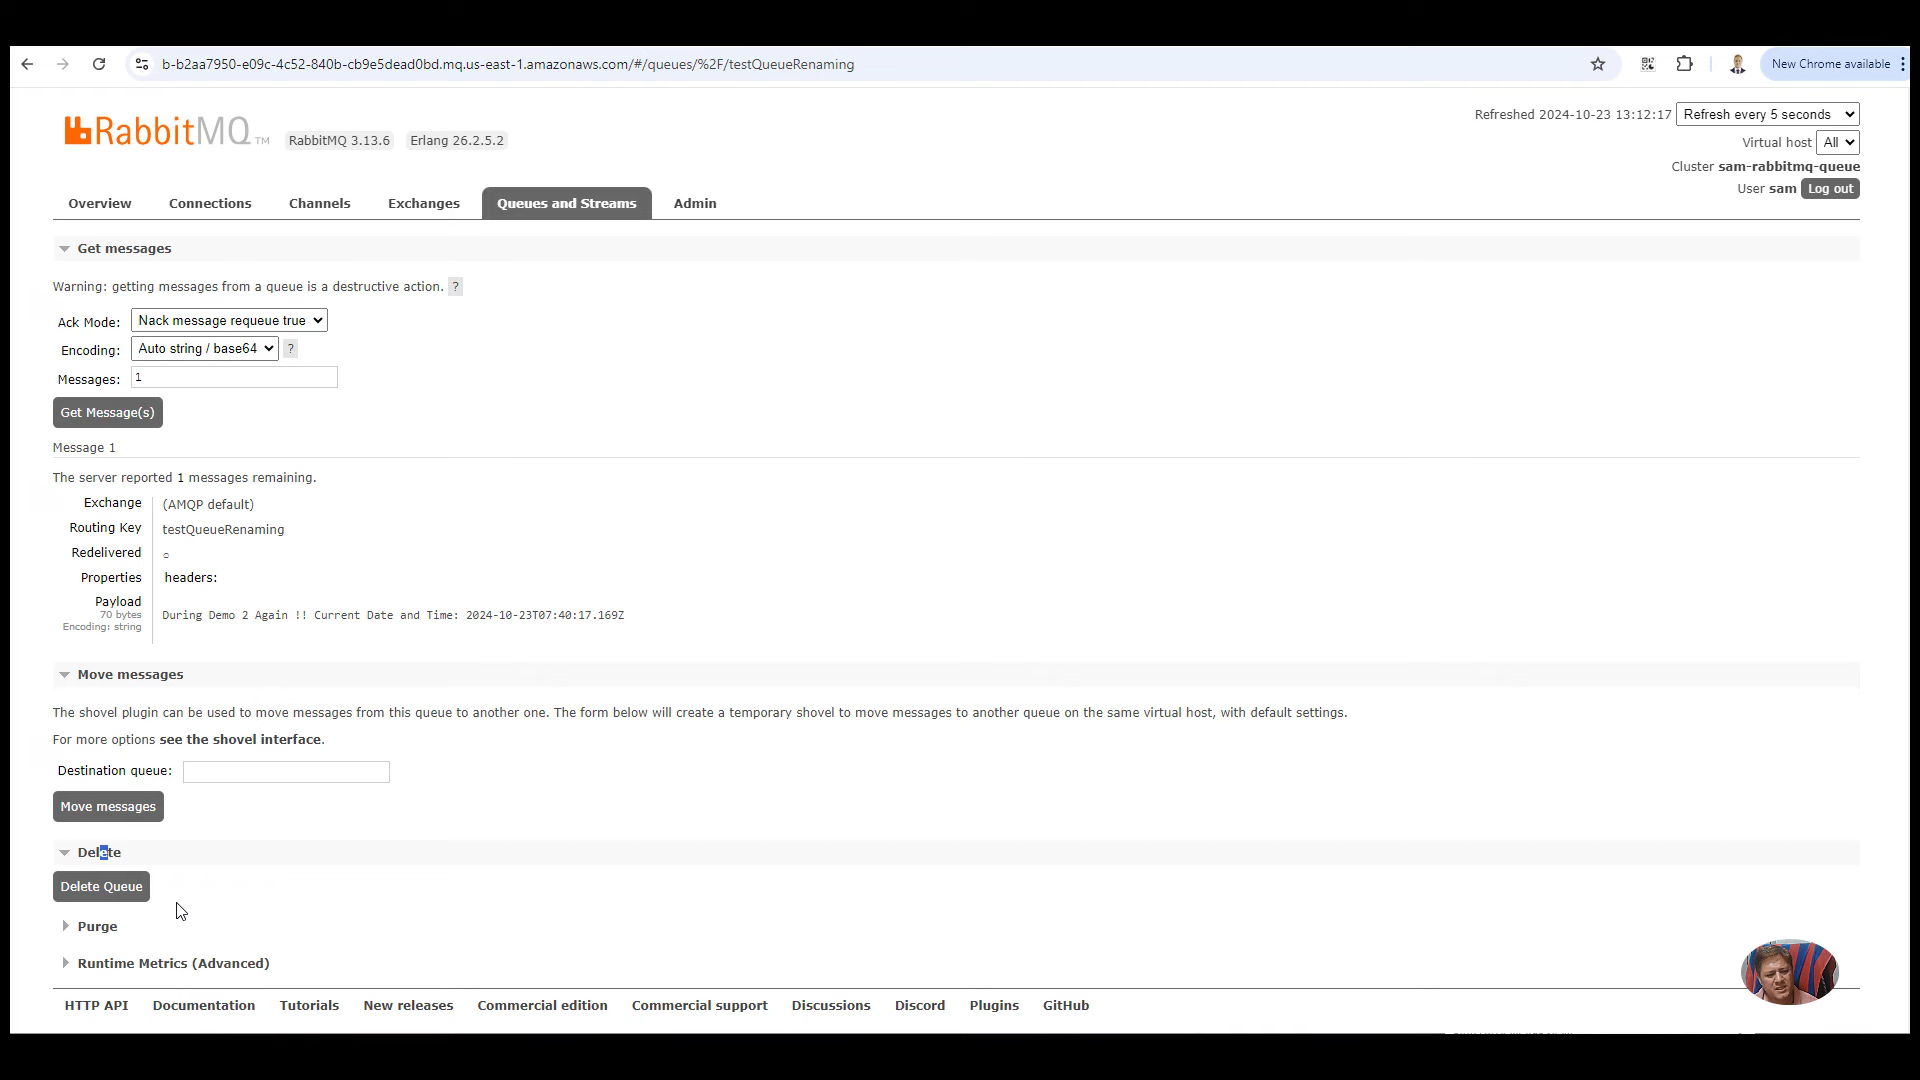 b-b2aa7950-e09c-4c52-840b-cb9e5dead0bd.mq.us-east-1.amazonaws.com/#/queues/%2F/testQueueRenaming
New Chrome available
RabbitMQ TM RabbitMQ 3.13.6 Erlang 26.2.5.2
Refreshed 2024-10-23 13:12:17 Refresh every 5 seconds
Virtual host All
Cluster sam-rabbitmq-queue
User sam Log out
Overview Connections Channels Exchanges Queues and Streams Admin
Get messages
Warning: getting messages from a queue is a destructive action. ?
Ack Mode: Nack message requeue true
Encoding: Auto string / base64 ?
Messages: 1
Get Message(s)
Message 1
The server reported 1 messages remaining.
Exchange (AMQP default)
Routing Key testQueueRenaming
Redelivered ○
Properties headers:
Payload
70 bytes
Encoding: string
During Demo 2 Again !! Current Date and Time: 2024-10-23T07:40:17.169Z
Move messages
The shovel plugin can be used to move messages from this queue to another one. The form below will create a temporary shovel to move messages to another queue on the same virtual host, with default settings.
For more options see the shovel interface.
Destination queue:
Move messages
Delete
Delete Queue
Purge
Runtime Metrics (Advanced)
HTTP API Documentation Tutorials New releases Commercial edition Commercial support Discussions Discord Plugins GitHub